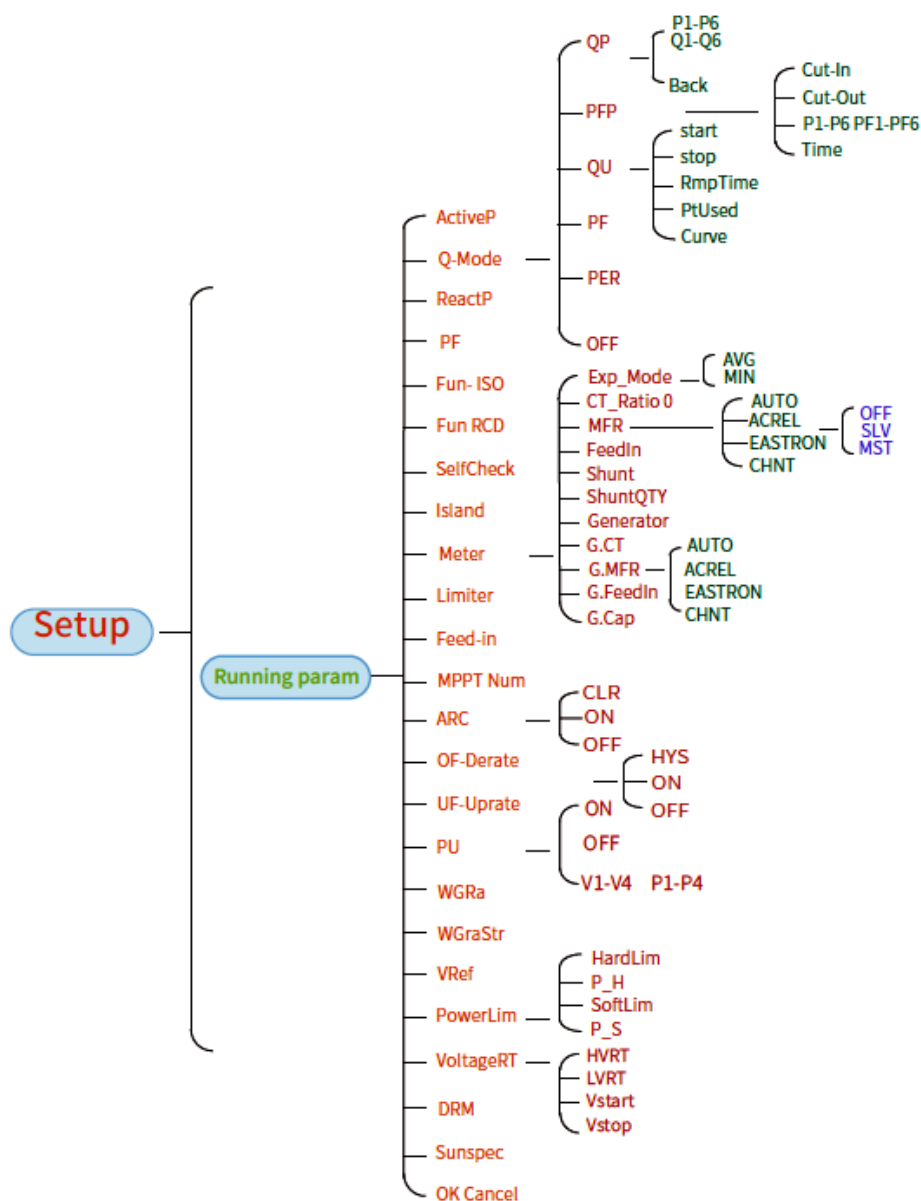 Setup
Running param
ActiveP
Q-Mode
QP
P1-P6
Q1-Q6
Back
PFP
Cut-In
Cut-Out
P1-P6 PF1-PF6
Time
QU
start
stop
RmpTime
PtUsed
Curve
PF
PER
OFF
ReactP
PF
Fun- ISO
Fun RCD
SelfCheck
Island
Meter
Exp_Mode
AVG
MIN
CT_Ratio 0
MFR
AUTO
ACREL
EASTRON
CHNT
OFF
SLV
MST
FeedIn
Shunt
ShuntQTY
Generator
G.CT
G.MFR
AUTO
ACREL
EASTRON
CHNT
G.FeedIn
G.Cap
Limiter
Feed-in
MPPT Num
ARC
CLR
ON
OFF
OF-Derate
UF-Uprate
HYS
ON
OFF
PU
ON
OFF
V1-V4 P1-P4
WGRa
WGraStr
VRef
PowerLim
HardLim
P_H
SoftLim
P_S
VoltageRT
HVRT
LVRT
Vstart
Vstop
DRM
Sunspec
OK Cancel